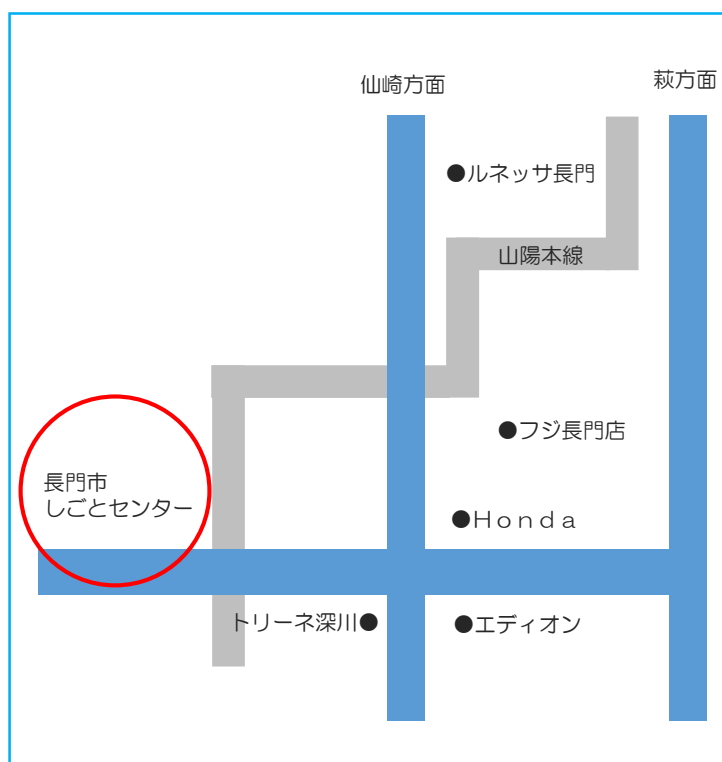 仙崎方面
萩方面
●ルネッサ長門
山陽本線
●フジ長門店
長門市
しごとセンター
●Ｈｏｎｄａ
トリーネ深川●
●エディオン